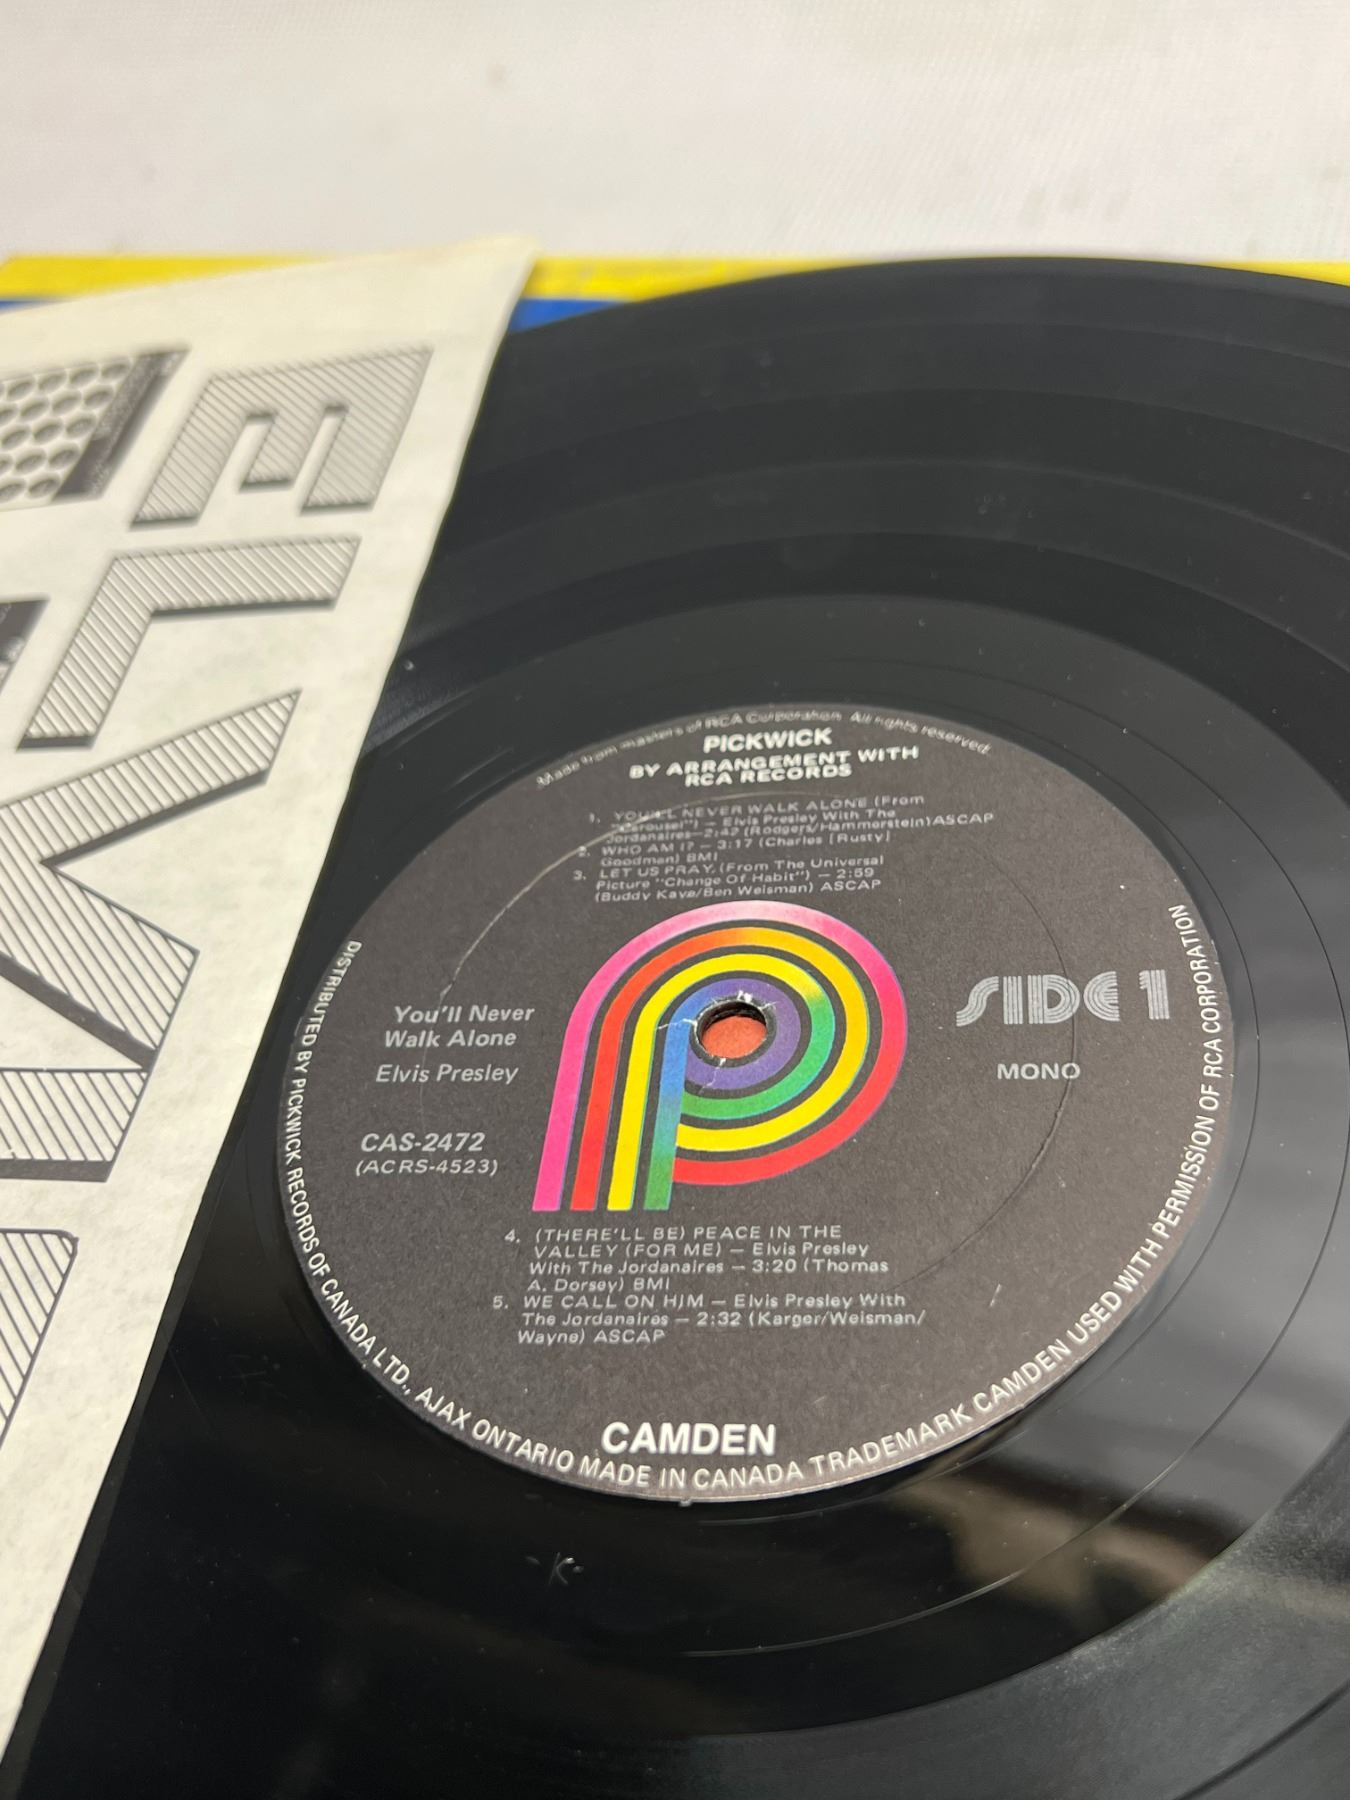 ELVIS
Made from masters of RCA Corporation. All rights reserved.
PICKWICK
BY ARRANGEMENT WITH
RCA RECORDS
1. YOU'LL NEVER WALK ALONE (From
"Carousel") – Elvis Presley With The
Jordanaires–2:42 (Rodgers/Hammerstein) ASCAP
2. WHO AM I? – 3:17 (Charles [Rusty]
Goodman) BMI
3. LET US PRAY (From The Universal
Picture "Change Of Habit") – 2:59
(Buddy Kaye/Ben Weisman) ASCAP
You'll Never
Walk Alone
Elvis Presley
CAS-2472
(ACRS-4523)
SIDE 1
MONO
4. (THERE'LL BE) PEACE IN THE
VALLEY (FOR ME) – Elvis Presley
With The Jordanaires – 3:20 (Thomas
A. Dorsey) BMI
5. WE CALL ON HIM – Elvis Presley With
The Jordanaires – 2:32 (Karger/Weisman/
Wayne) ASCAP
CAMDEN
DISTRIBUTED BY PICKWICK RECORDS OF CANADA LTD., AJAX ONTARIO MADE IN CANADA TRADEMARK CAMDEN USED WITH PERMISSION OF RCA CORPORATION
-K-